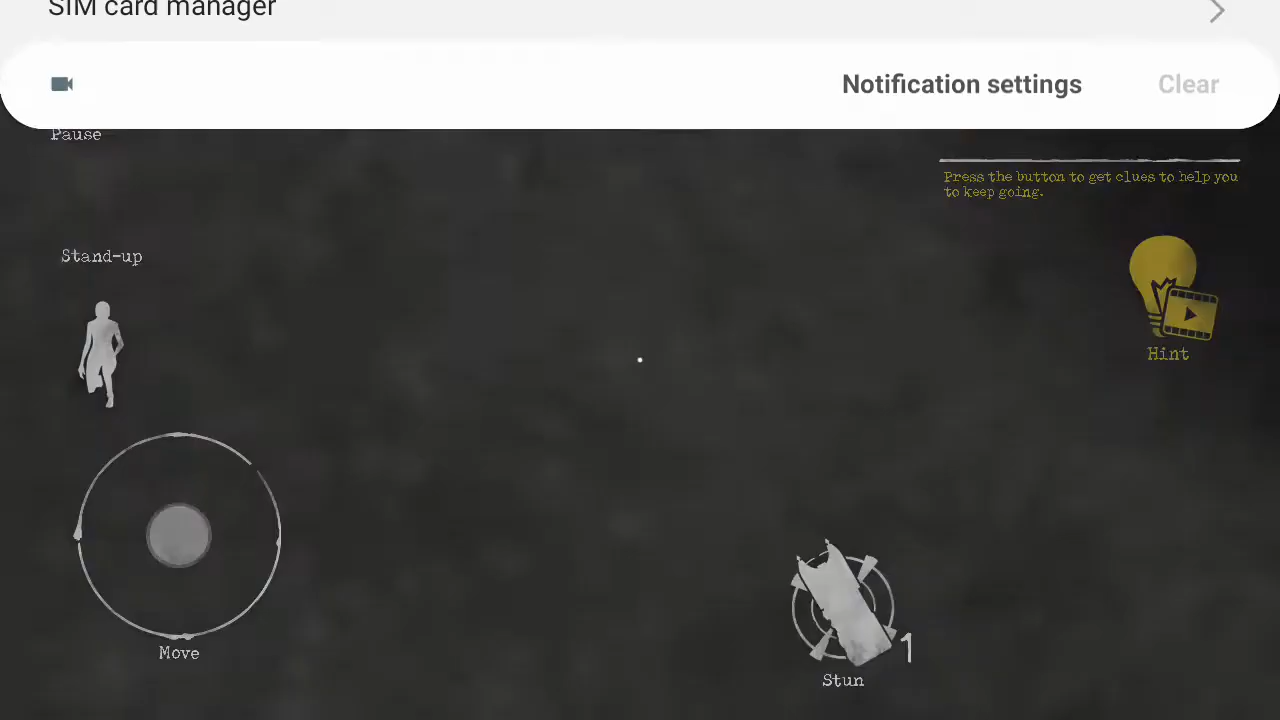 SIM card manager
Notification settings
Clear
Pause
Press the button to get clues to help you
to keep going.
Stand-up
Hint
Move
1
Stun